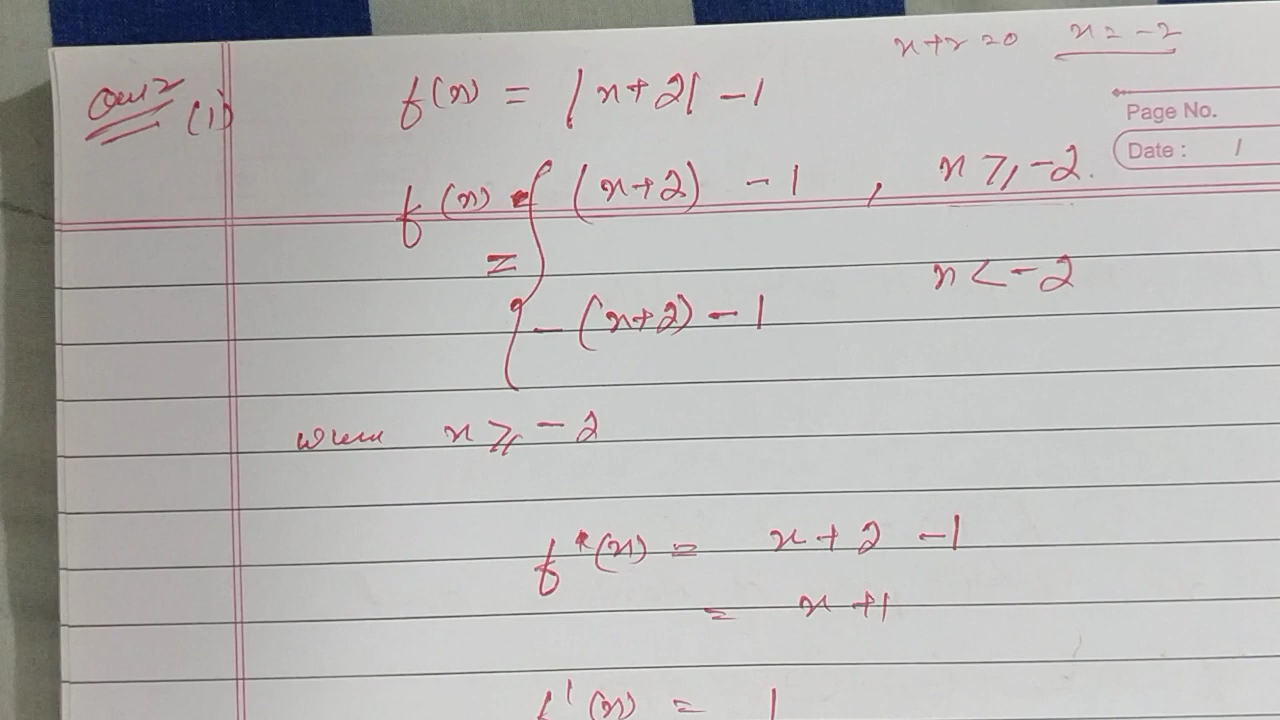 x+2=0 x=-2
Page No.
Date : /
Que 2 (1) f(x) = |x+2| -1
f(x) = { (x+2) -1 , x ≥ -2.
x < -2
-(x+2) -1
when x ≥ -2
f(x) = x+2 -1
= x+1
f'(x) = 1